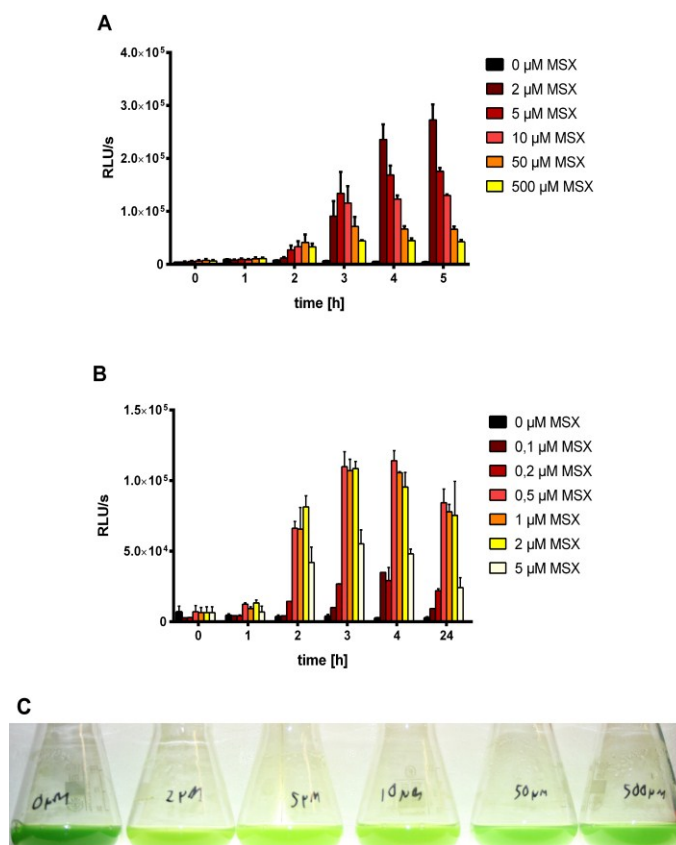 A
RLU/s
4.0×10⁵
3.0×10⁵
2.0×10⁵
1.0×10⁵
0
0 1 2 3 4 5
time [h]
0 µM MSX
2 µM MSX
5 µM MSX
10 µM MSX
50 µM MSX
500 µM MSX
B
RLU/s
1.5×10⁵
1.0×10⁵
5.0×10⁴
0
0 1 2 3 4 24
time [h]
0 µM MSX
0,1 µM MSX
0,2 µM MSX
0,5 µM MSX
1 µM MSX
2 µM MSX
5 µM MSX
C
0µM 2µM 5µM 10µM 50µM 500µM